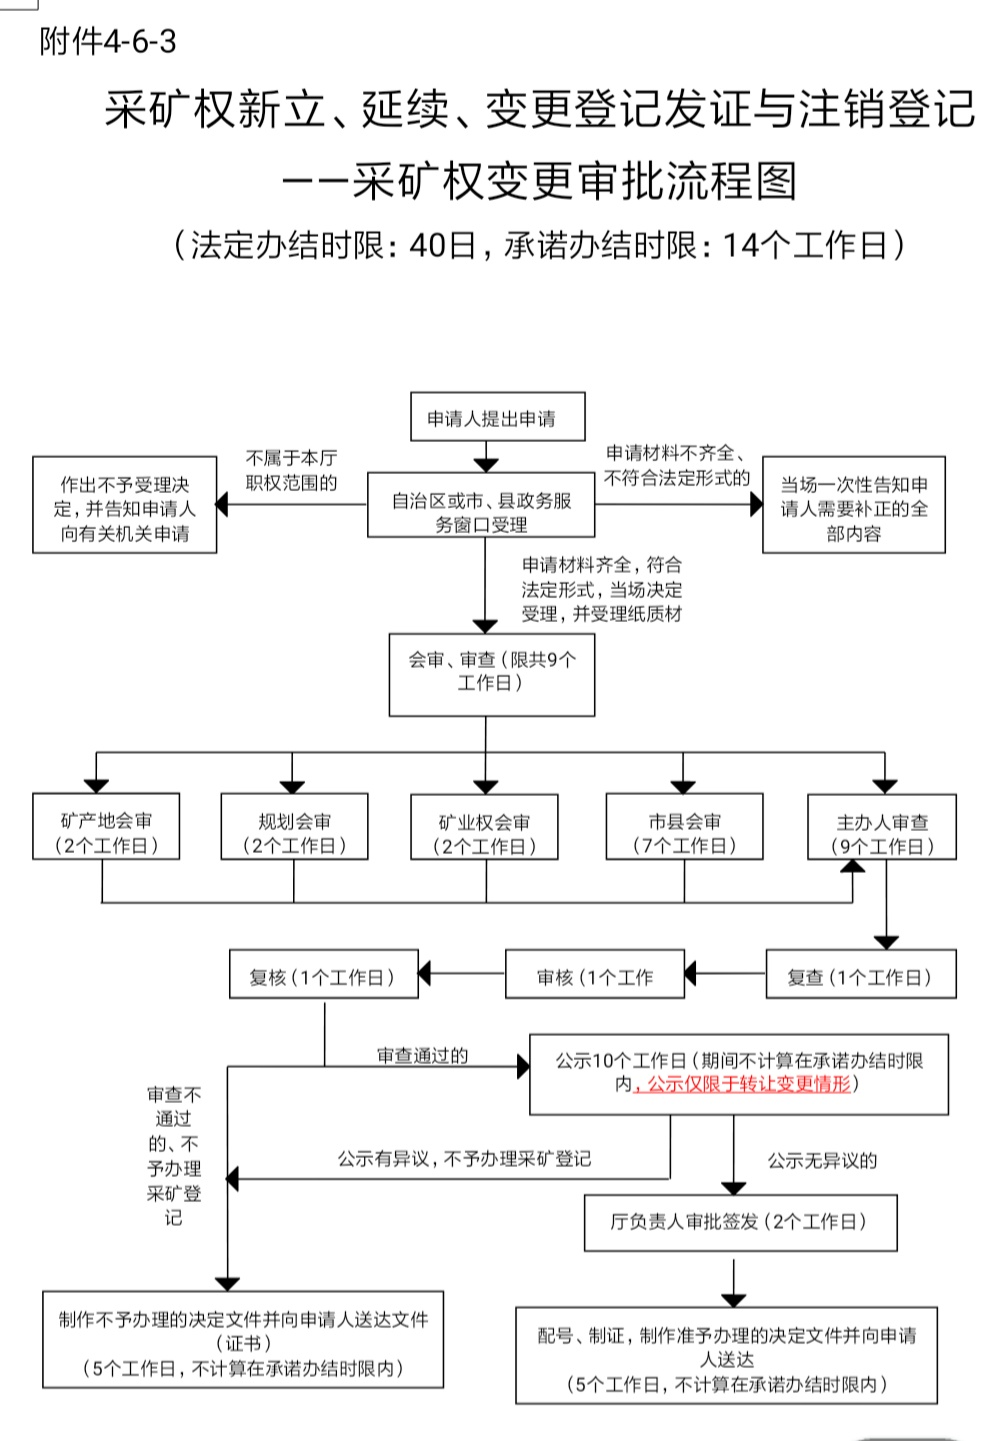 附件4-6-3
采矿权新立、延续、变更登记发证与注销登记
——采矿权变更审批流程图
（法定办结时限：40日，承诺办结时限：14个工作日）
申请人提出申请
不属于本厅
职权范围的
申请材料不齐全、
不符合法定形式的
作出不予受理决
定，并告知申请人
向有关机关申请
自治区或市、县政务服
务窗口受理
当场一次性告知申
请人需要补正的全
部内容
申请材料齐全，符合
法定形式，当场决定
受理，并受理纸质材
会审、审查（限共9个
工作日）
矿产地会审
（2个工作日）
规划会审
（2个工作日）
矿业权会审
（2个工作日）
市县会审
（7个工作日）
主办人审查
（9个工作日）
复核（1个工作日）
审核（1个工作
复查（1个工作日）
审查通过的
公示10个工作日（期间不计算在承诺办结时限
内，公示仅限于转让变更情形）
审查不
通过
的、不
予办理
采矿登
记
公示有异议，不予办理采矿登记
公示无异议的
厅负责人审批签发（2个工作日）
制作不予办理的决定文件并向申请人送达文件
（证书）
（5个工作日，不计算在承诺办结时限内）
配号、制证，制作准予办理的决定文件并向申请
人送达
（5个工作日，不计算在承诺办结时限内）